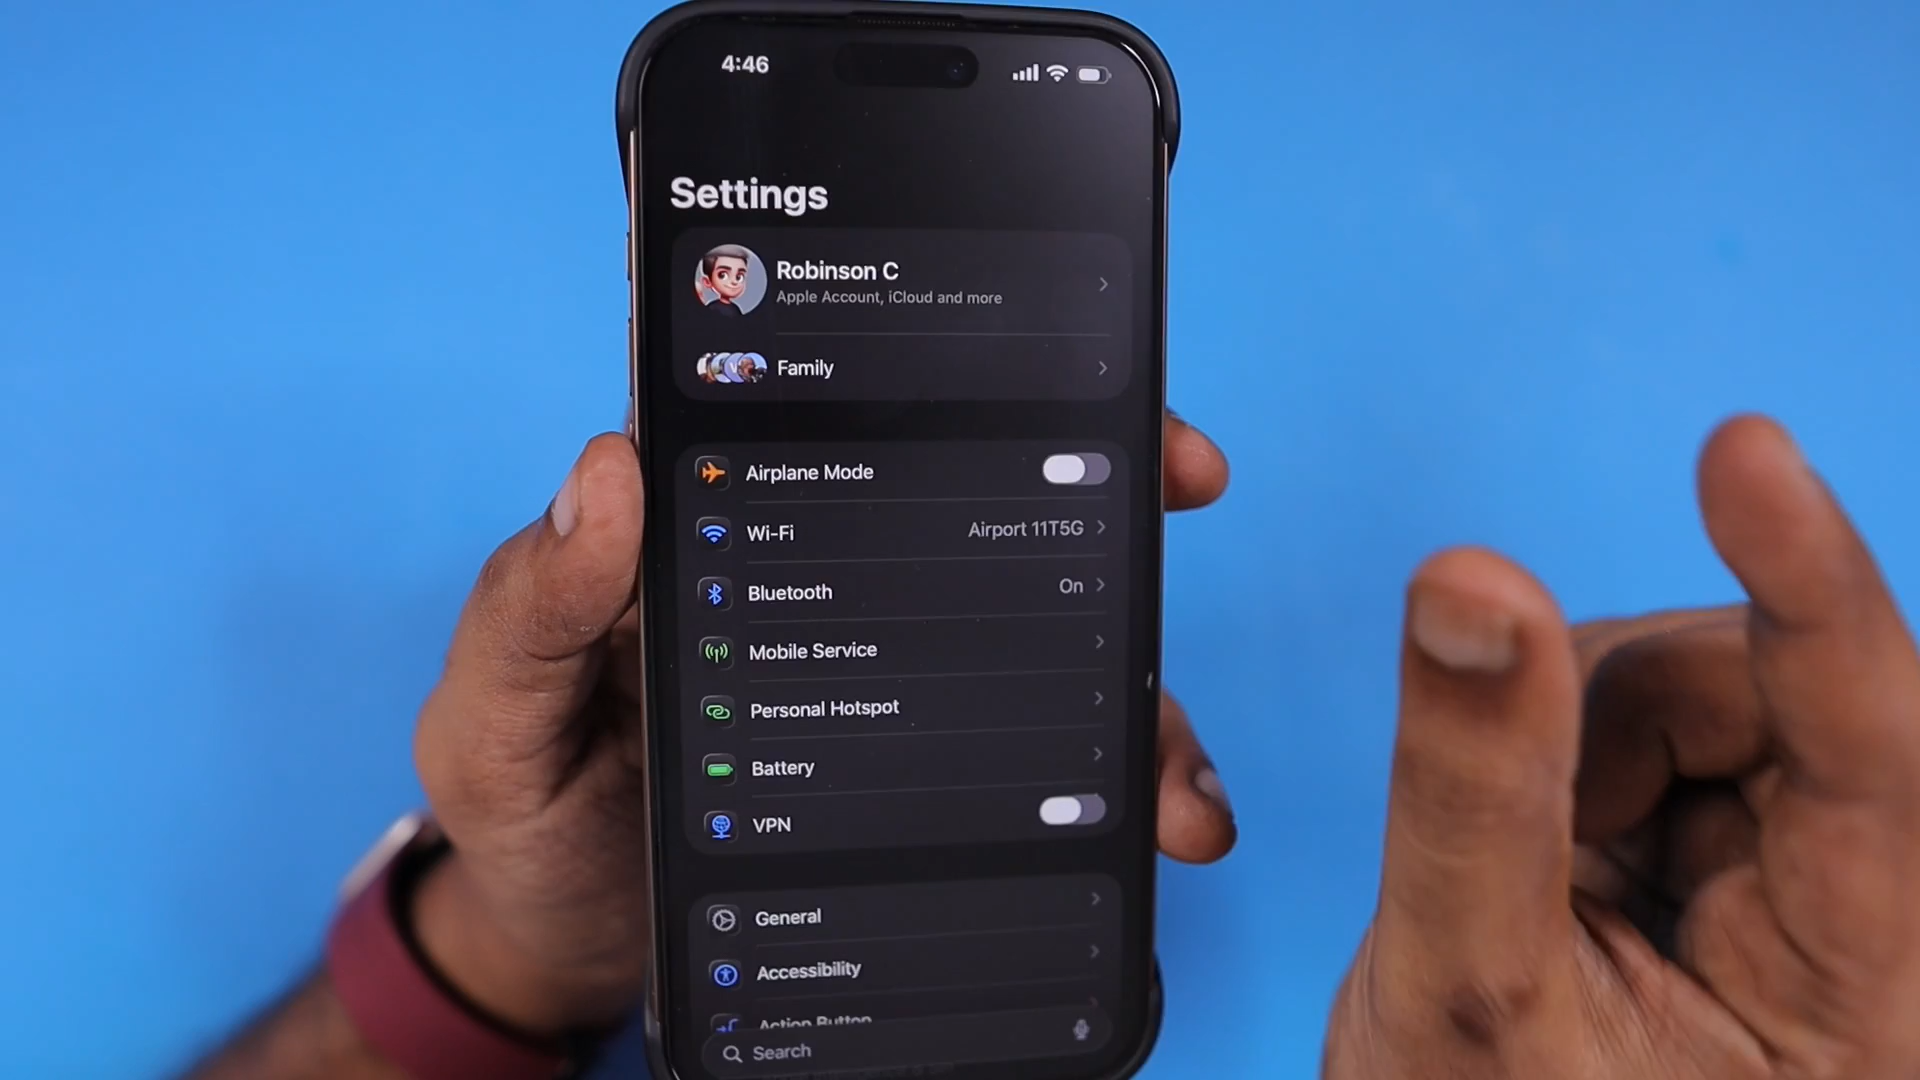 4:46
Settings
Robinson C
Apple Account, iCloud and more
Family
Airplane Mode
Wi-Fi Airport 11T5G
Bluetooth On
Mobile Service
Personal Hotspot
Battery
VPN
General
Accessibility
Action Button
Search